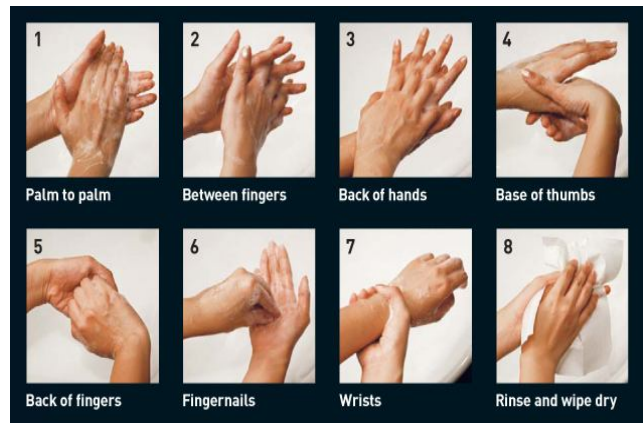 1
2
3
4
Palm to palm
Between fingers
Back of hands
Base of thumbs
5
6
7
8
Back of fingers
Fingernails
Wrists
Rinse and wipe dry